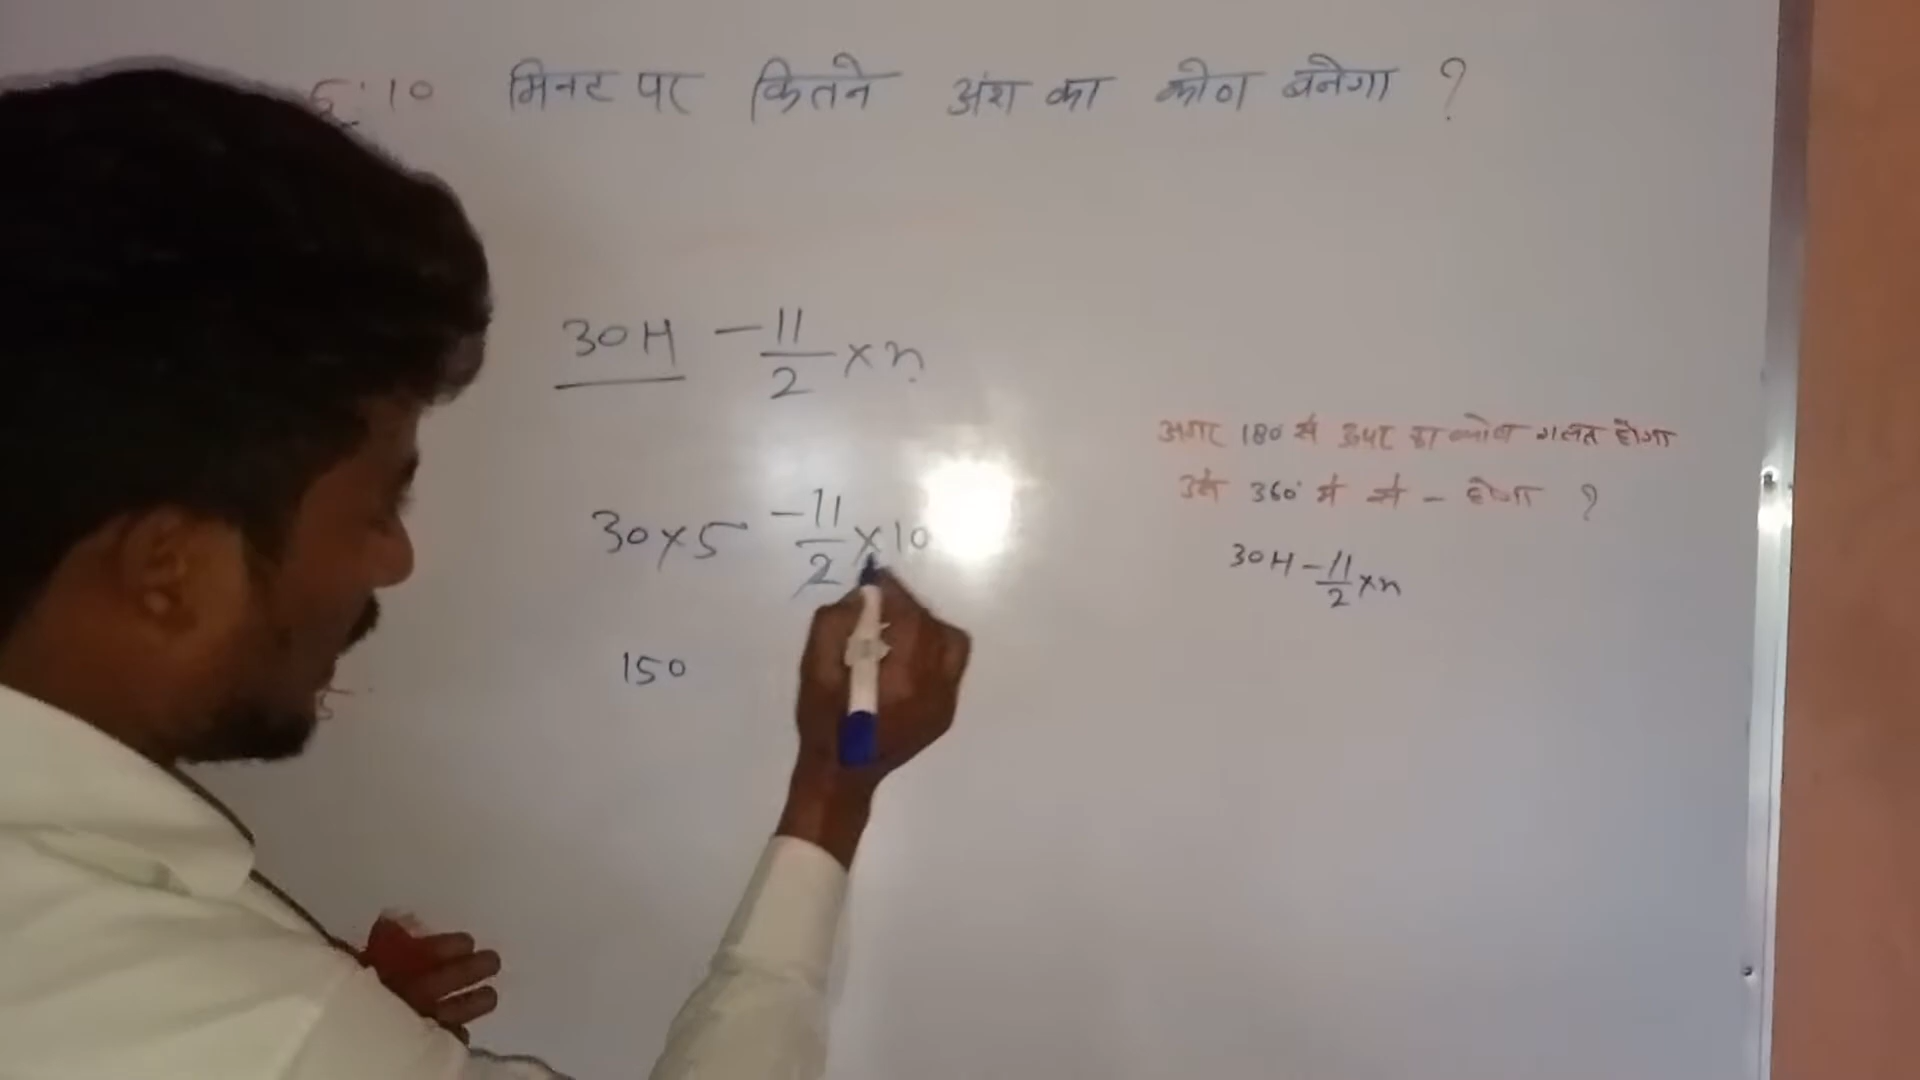 :10 मिनट पर कितने अंश का कोण बनेगा ?
30H - 11/2 × n
30×5 - 11/2 × 10
150
अगर 180 से ऊपर का कोण गलत होगा
उसे 360° में से - होगा ?
30H - 11/2 × n
5